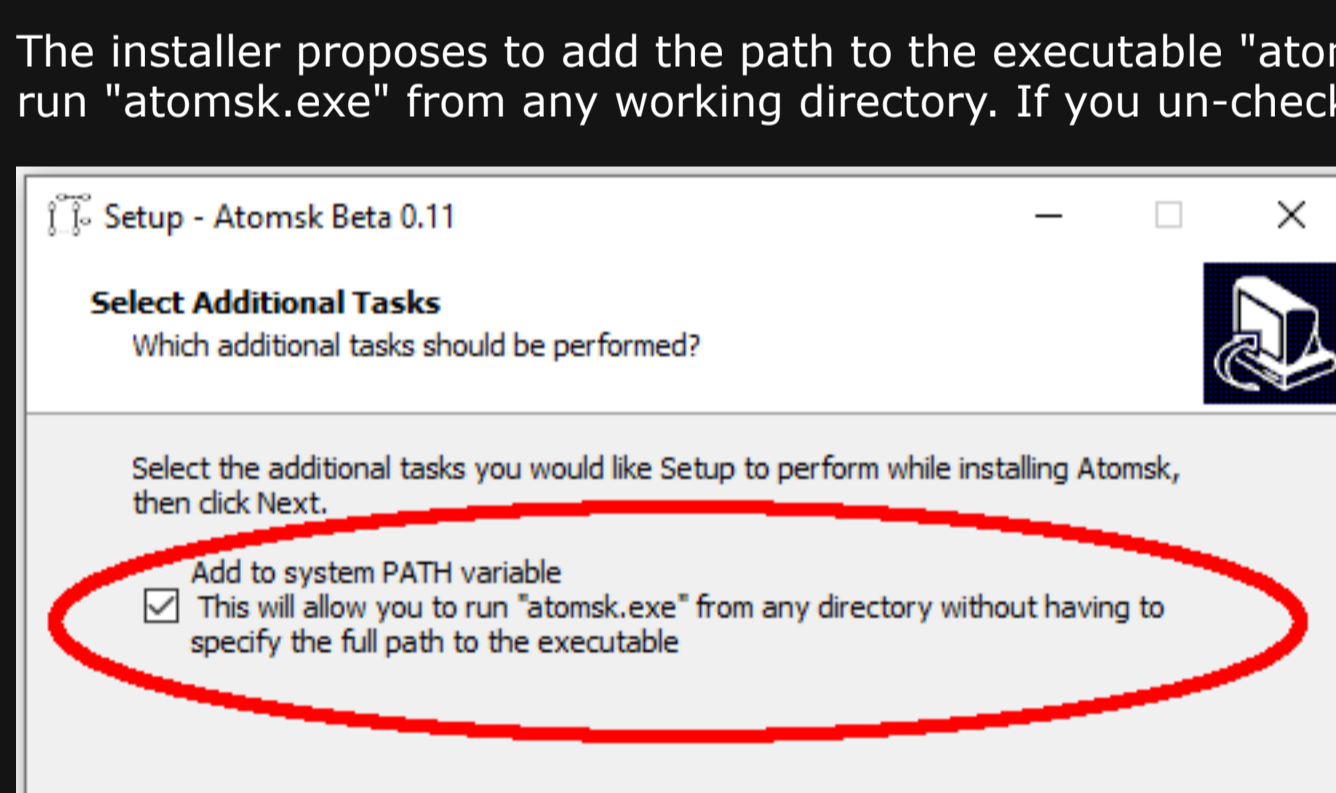 The installer proposes to add the path to the executable "ato
run "atomsk.exe" from any working directory. If you un-check
Setup - Atomsk Beta 0.11
Select Additional Tasks
Which additional tasks should be performed?
Select the additional tasks you would like Setup to perform while installing Atomsk,
then click Next.
Add to system PATH variable
This will allow you to run "atomsk.exe" from any directory without having to
specify the full path to the executable